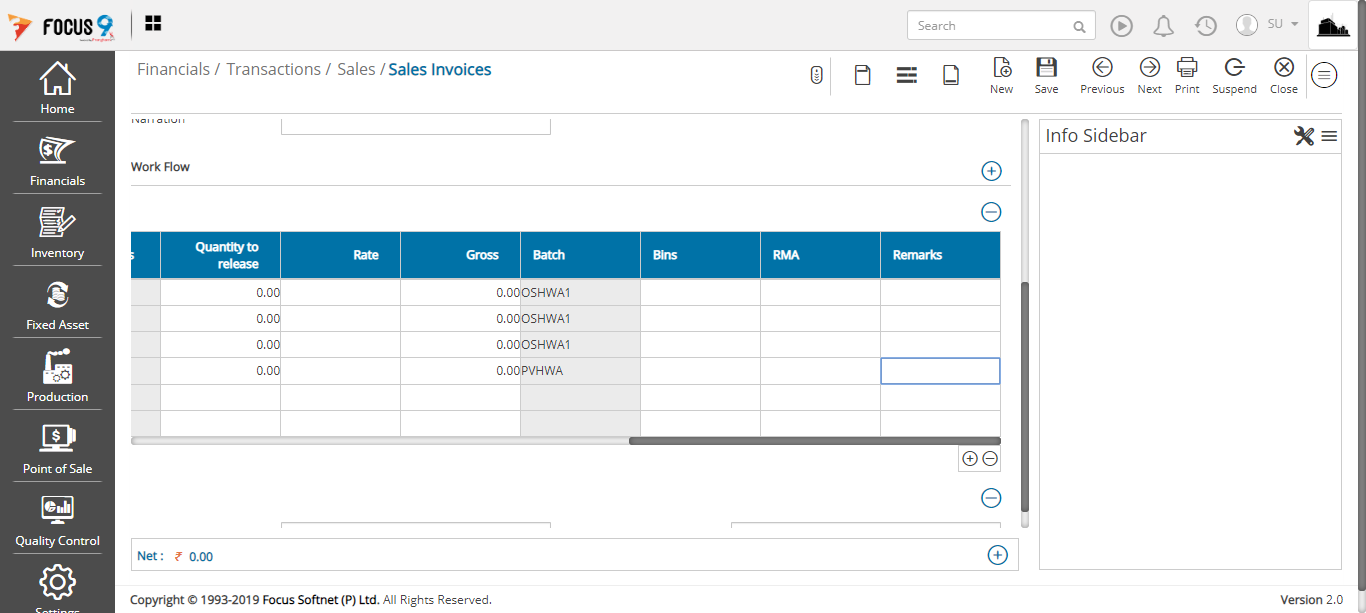 FOCUS 9
Search
SU
Home
Financials
Inventory
Fixed Asset
Production
Point of Sale
Quality Control
Settings
Financials / Transactions / Sales / Sales Invoices
New Save Previous Next Print Suspend Close
Narration
Work Flow
s Quantity to release Rate Gross Batch Bins RMA Remarks
0.00 0.00 OSHWA1
0.00 0.00 OSHWA1
0.00 0.00 OSHWA1
0.00 0.00 PVHWA
Net : ₹ 0.00
Info Sidebar
Copyright © 1993-2019 Focus Softnet (P) Ltd. All Rights Reserved.
Version 2.0